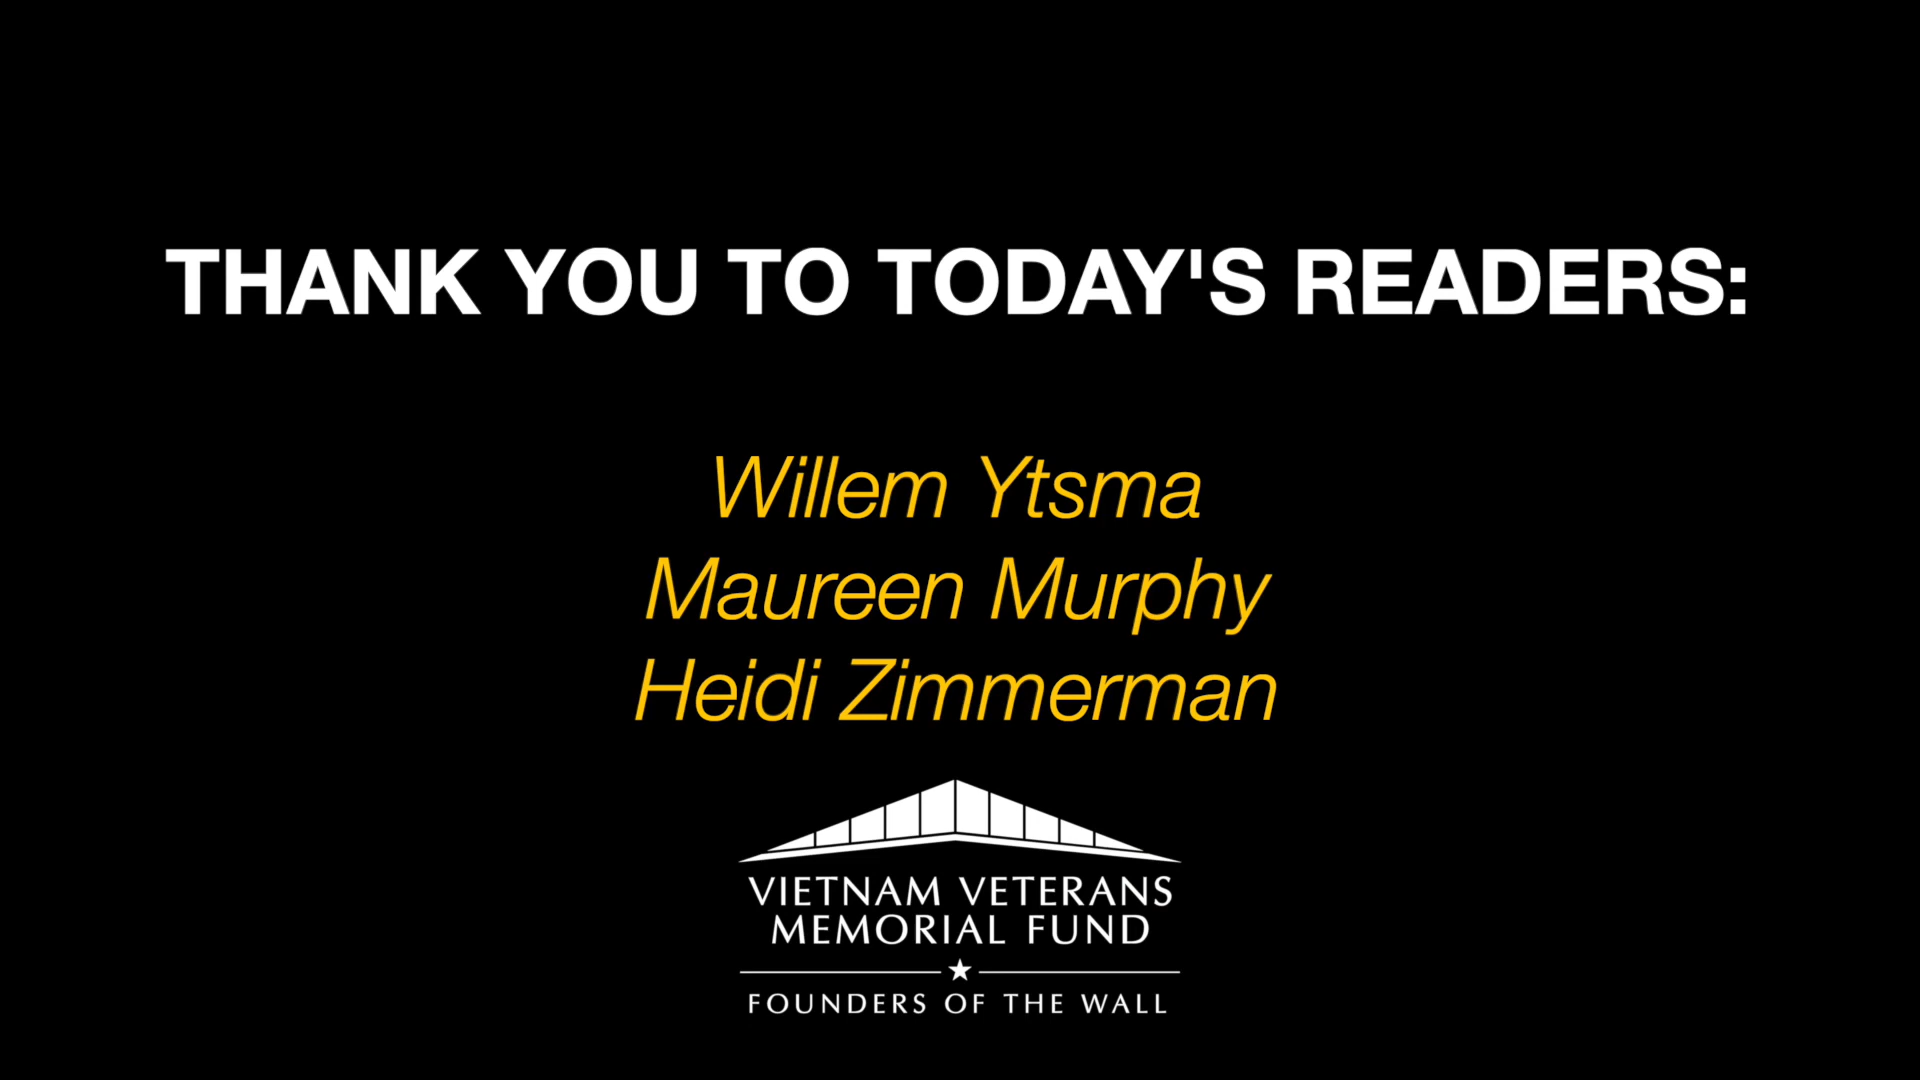 THANK YOU TO TODAY'S READERS:
Willem Ytsma
Maureen Murphy
Heidi Zimmerman
VIETNAM VETERANS
MEMORIAL FUND
FOUNDERS OF THE WALL